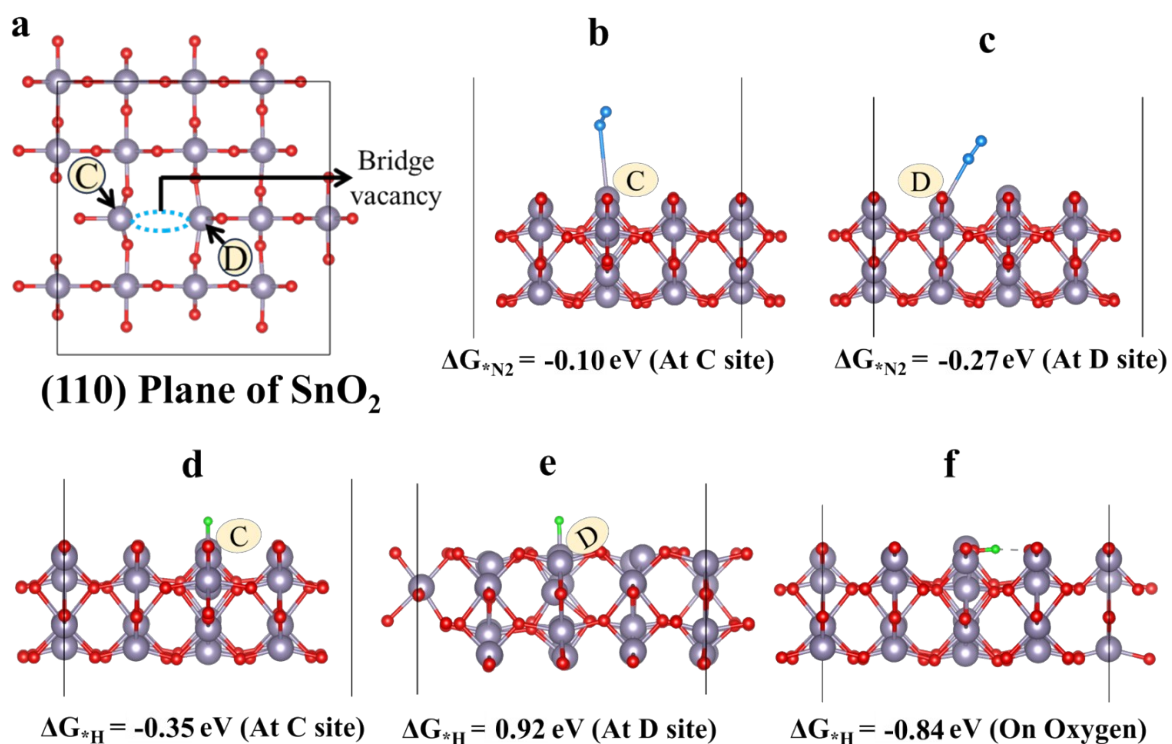 a
Bridge
vacancy
C
D
(110) Plane of SnO₂
b
C
ΔG*N2 = -0.10 eV (At C site)
c
D
ΔG*N2 = -0.27 eV (At D site)
d
C
ΔG*H = -0.35 eV (At C site)
e
D
ΔG*H = 0.92 eV (At D site)
f
ΔG*H = -0.84 eV (On Oxygen)